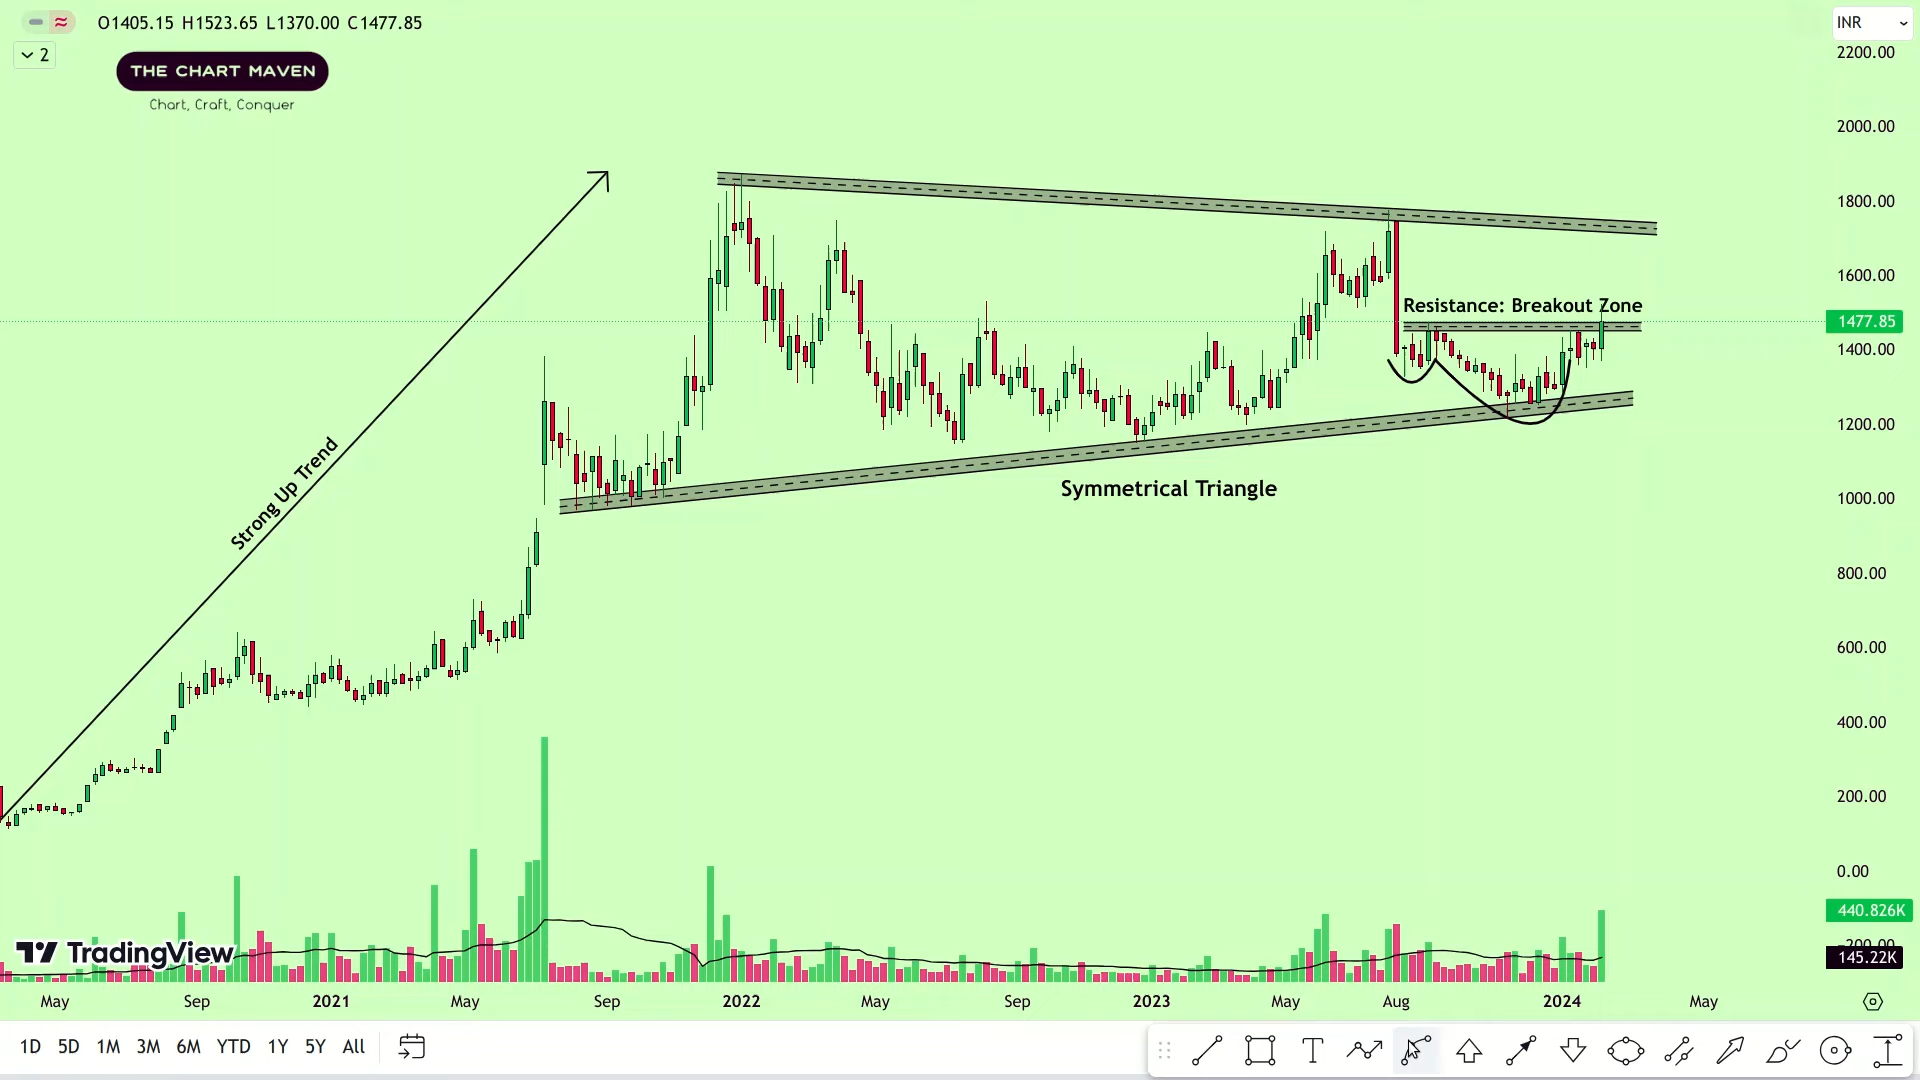 O1405.15 H1523.65 L1370.00 C1477.85
INR
2
THE CHART MAVEN
Chart, Craft, Conquer
2200.00
2000.00
1800.00
1600.00
Resistance: Breakout Zone
1477.85
1400.00
1200.00
Strong Up Trend
Symmetrical Triangle
1000.00
800.00
600.00
400.00
200.00
0.00
440.826K
-200.00
145.22K
TradingView
May Sep 2021 May Sep 2022 May Sep 2023 May Aug 2024 May
1D 5D 1M 3M 6M YTD 1Y 5Y All